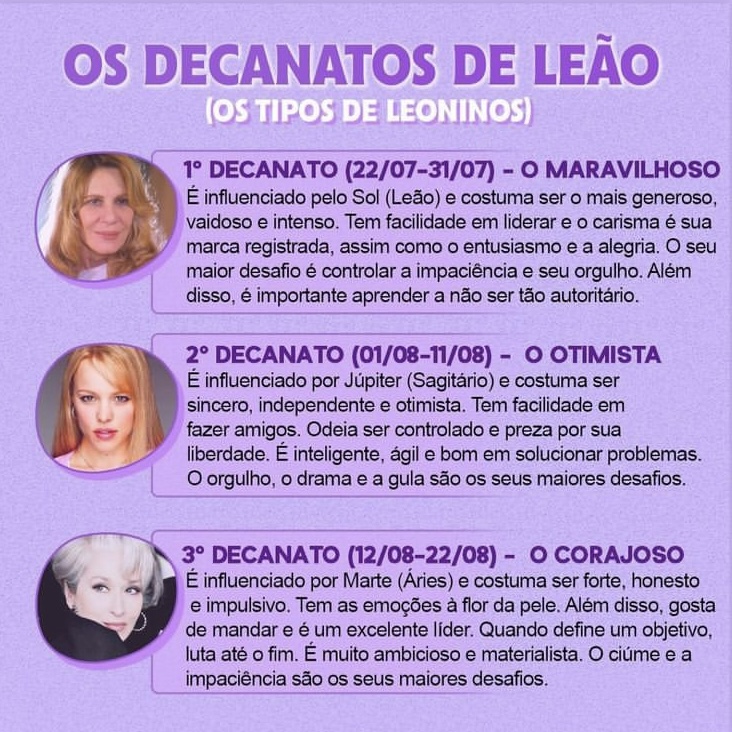 OS DECANATOS DE LEÃO
(OS TIPOS DE LEONINOS)
1º DECANATO (22/07-31/07) - O MARAVILHOSO
É influenciado pelo Sol (Leão) e costuma ser o mais generoso,
vaidoso e intenso. Tem facilidade em liderar e o carisma é sua
marca registrada, assim como o entusiasmo e a alegria. O seu
maior desafio é controlar a impaciência e seu orgulho. Além
disso, é importante aprender a não ser tão autoritário.
2º DECANATO (01/08-11/08) - O OTIMISTA
É influenciado por Júpiter (Sagitário) e costuma ser
sincero, independente e otimista. Tem facilidade em
fazer amigos. Odeia ser controlado e preza por sua
liberdade. É inteligente, ágil e bom em solucionar problemas.
O orgulho, o drama e a gula são os seus maiores desafios.
3º DECANATO (12/08-22/08) - O CORAJOSO
É influenciado por Marte (Áries) e costuma ser forte, honesto
e impulsivo. Tem as emoções à flor da pele. Além disso, gosta
de mandar e é um excelente líder. Quando define um objetivo,
luta até o fim. É muito ambicioso e materialista. O ciúme e a
impaciência são os seus maiores desafios.